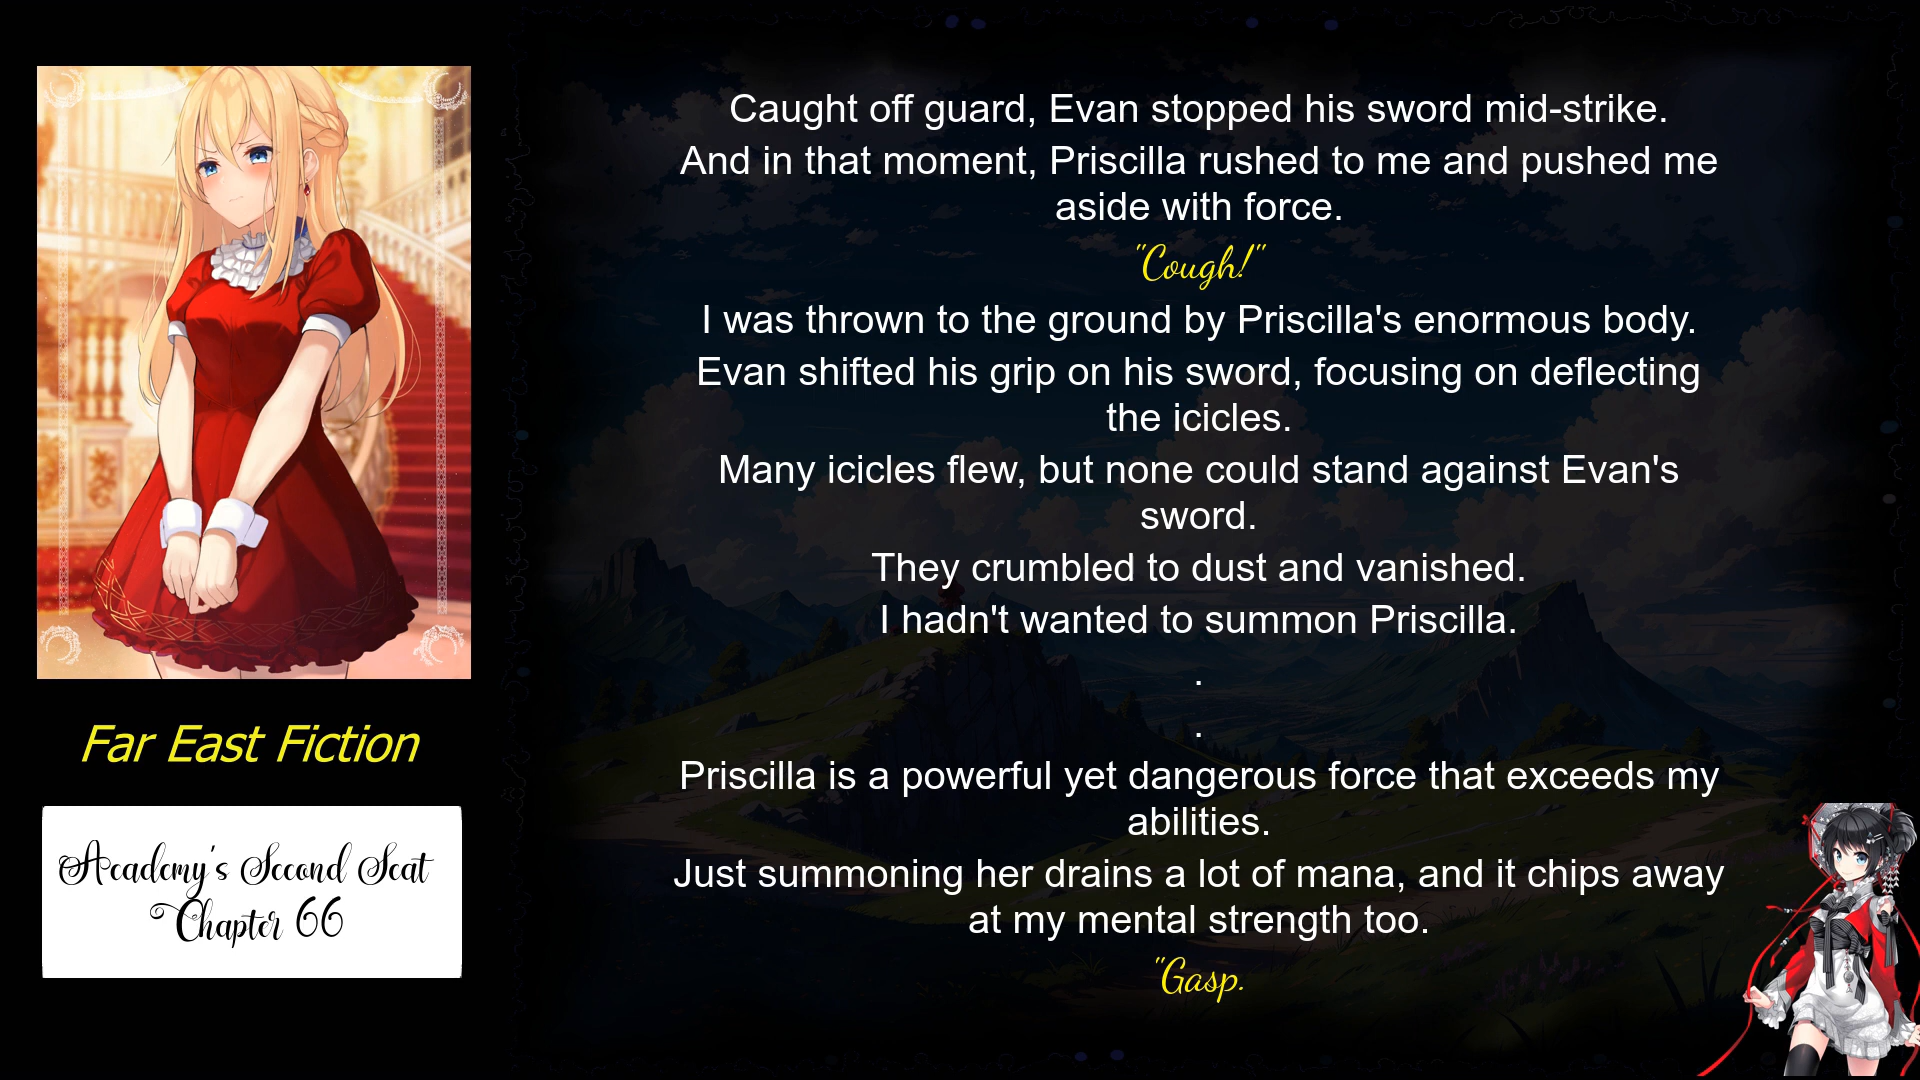 Caught off guard, Evan stopped his sword mid-strike.
And in that moment, Priscilla rushed to me and pushed me
aside with force.
"Cough!"
I was thrown to the ground by Priscilla's enormous body.
Evan shifted his grip on his sword, focusing on deflecting
the icicles.
Many icicles flew, but none could stand against Evan's
sword.
They crumbled to dust and vanished.
I hadn't wanted to summon Priscilla.
.
.
Priscilla is a powerful yet dangerous force that exceeds my
abilities.
Just summoning her drains a lot of mana, and it chips away
at my mental strength too.
"Gasp.
Far East Fiction
Academy's Second Seat
Chapter 66